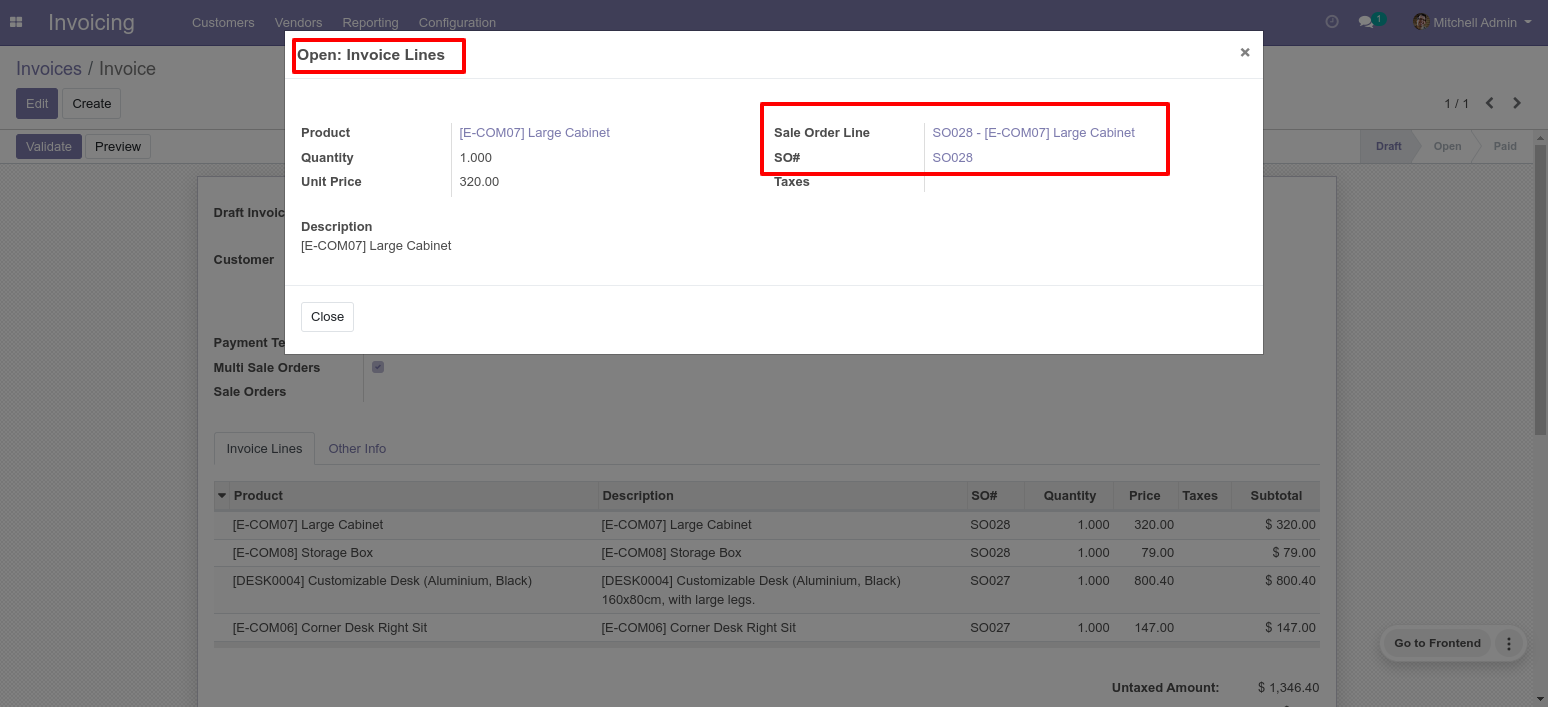 Invoicing Customers Vendors Reporting Configuration 1 Mitchell Admin
Open: Invoice Lines ×
Invoices / Invoice
Edit Create 1 / 1
Product [E-COM07] Large Cabinet Sale Order Line SO028 - [E-COM07] Large Cabinet
Validate Preview Draft Open Paid
Quantity 1.000 SO# SO028
Unit Price 320.00 Taxes
Draft Invoic
Description
[E-COM07] Large Cabinet
Customer
Close
Payment Te
Multi Sale Orders
Sale Orders
Invoice Lines Other Info
Product Description SO# Quantity Price Taxes Subtotal
[E-COM07] Large Cabinet [E-COM07] Large Cabinet SO028 1.000 320.00 $ 320.00
[E-COM08] Storage Box [E-COM08] Storage Box SO028 1.000 79.00 $ 79.00
[DESK0004] Customizable Desk (Aluminium, Black) [DESK0004] Customizable Desk (Aluminium, Black) SO027 1.000 800.40 $ 800.40
160x80cm, with large legs.
[E-COM06] Corner Desk Right Sit [E-COM06] Corner Desk Right Sit SO027 1.000 147.00 $ 147.00
Go to Frontend
Untaxed Amount: $ 1,346.40